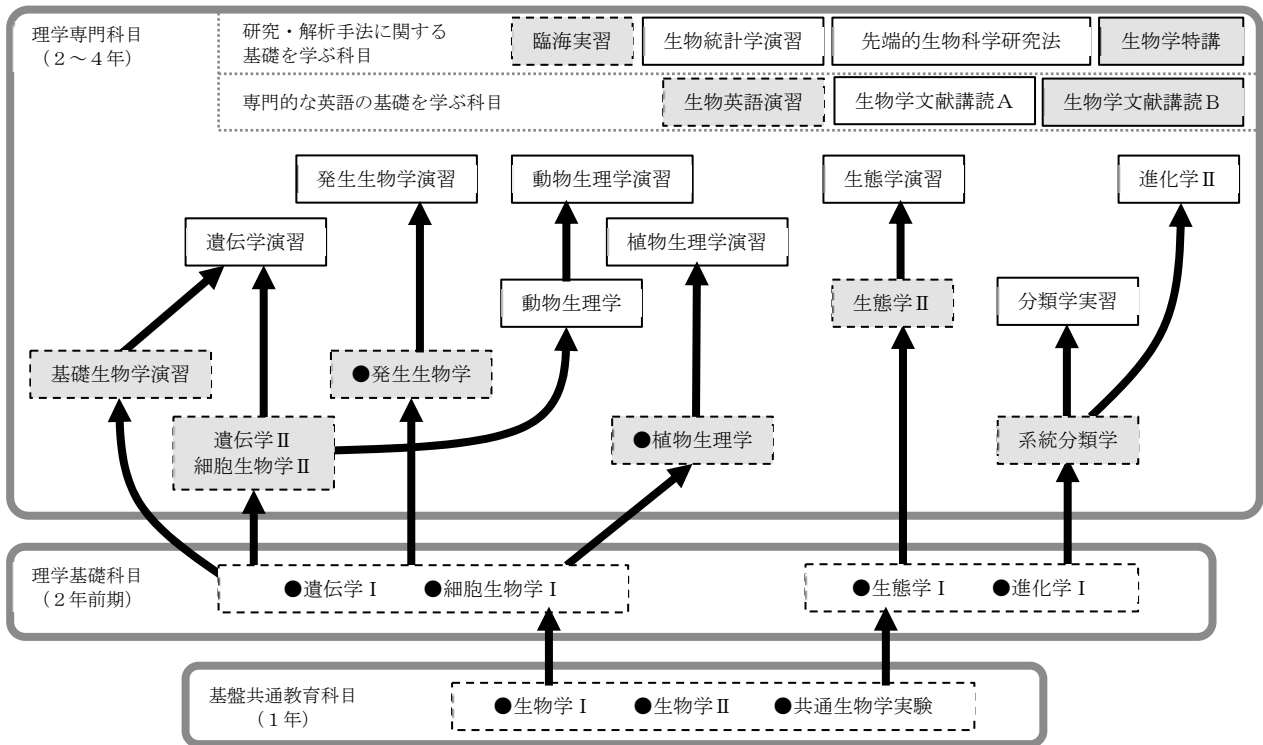 理学専門科目
（２～４年）
研究・解析手法に関する
基礎を学ぶ科目
臨海実習
生物統計学演習
先端的生物科学研究法
生物学特講
専門的な英語の基礎を学ぶ科目
生物英語演習
生物学文献講読Ａ
生物学文献講読Ｂ
発生生物学演習
動物生理学演習
生態学演習
進化学Ⅱ
遺伝学演習
植物生理学演習
動物生理学
生態学Ⅱ
分類学実習
基礎生物学演習
●発生生物学
遺伝学Ⅱ
細胞生物学Ⅱ
●植物生理学
系統分類学
理学基礎科目
（２年前期）
●遺伝学Ⅰ
●細胞生物学Ⅰ
●生態学Ⅰ
●進化学Ⅰ
基盤共通教育科目
（１年）
●生物学Ⅰ
●生物学Ⅱ
●共通生物学実験